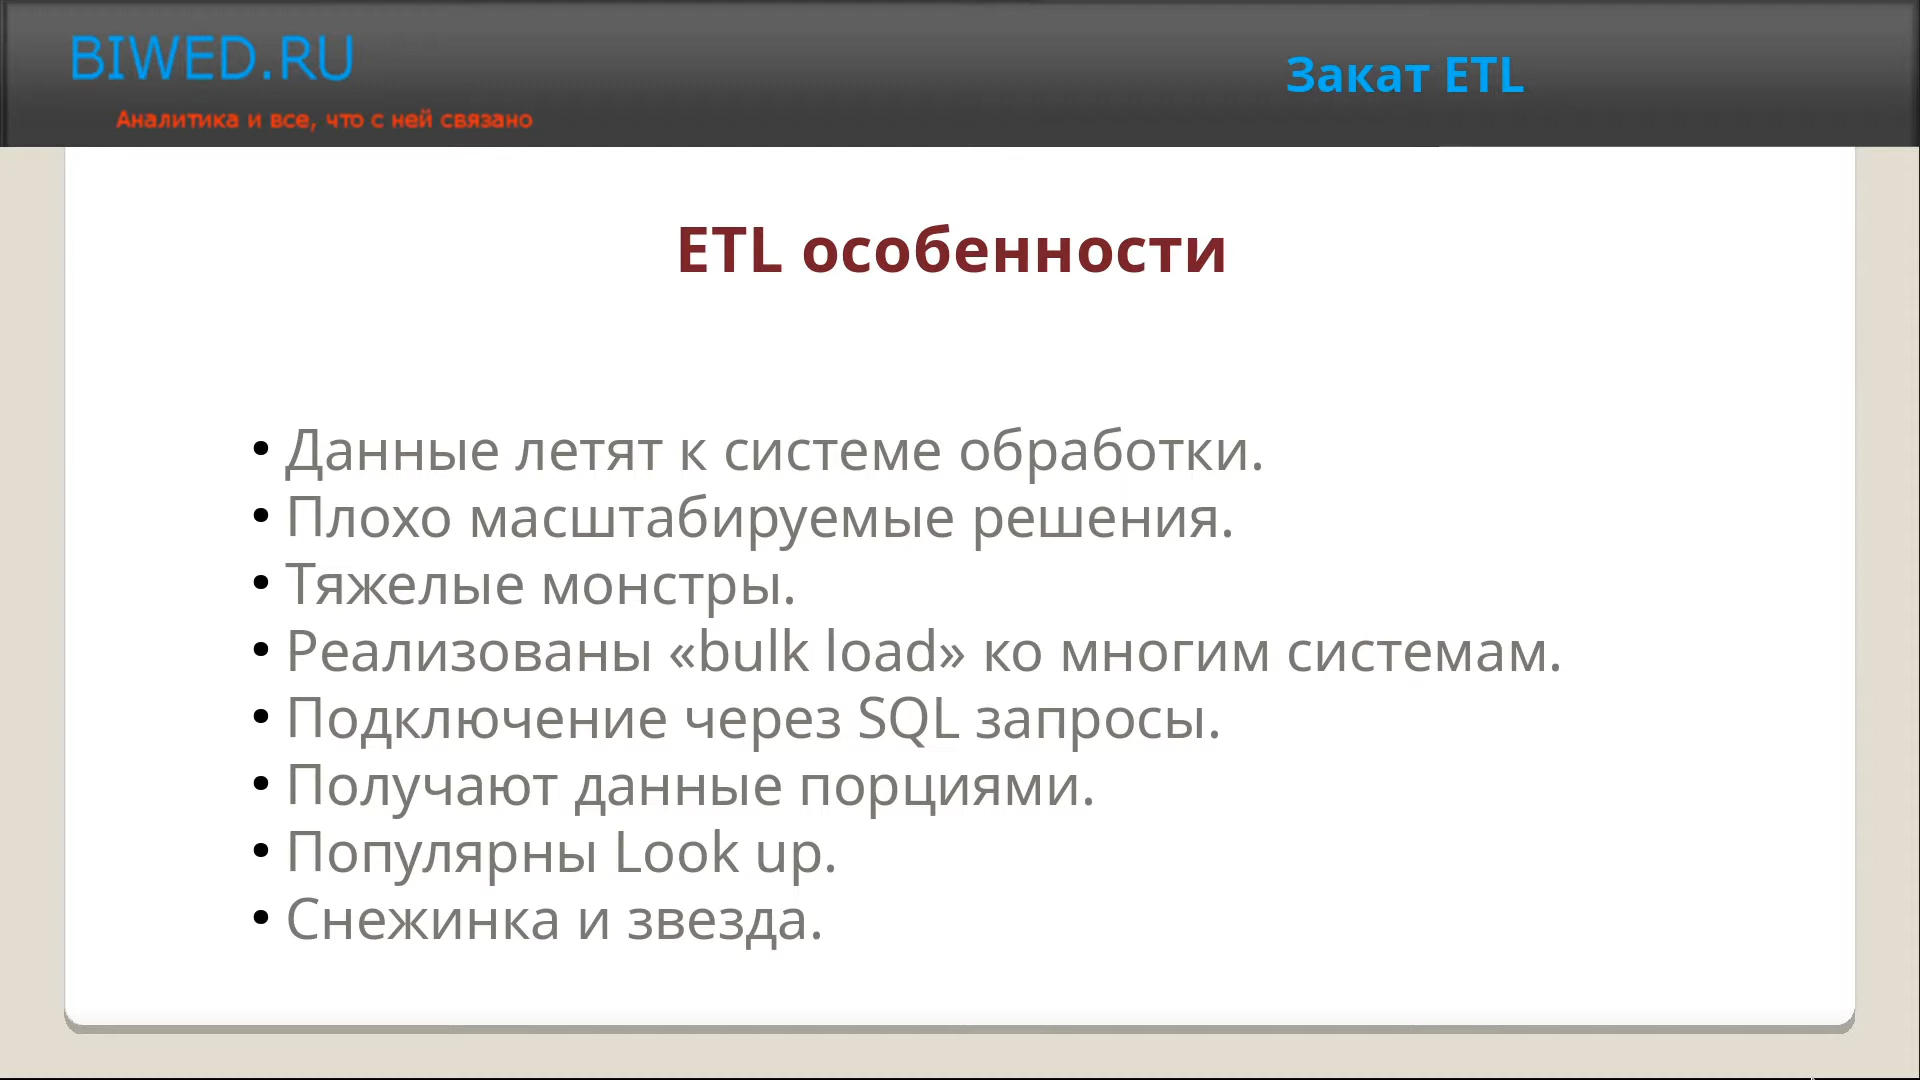 BIWED.RU
Аналитика и все, что с ней связано
Закат ETL
ETL особенности
• Данные летят к системе обработки.
• Плохо масштабируемые решения.
• Тяжелые монстры.
• Реализованы «bulk load» ко многим системам.
• Подключение через SQL запросы.
• Получают данные порциями.
• Популярны Look up.
• Снежинка и звезда.